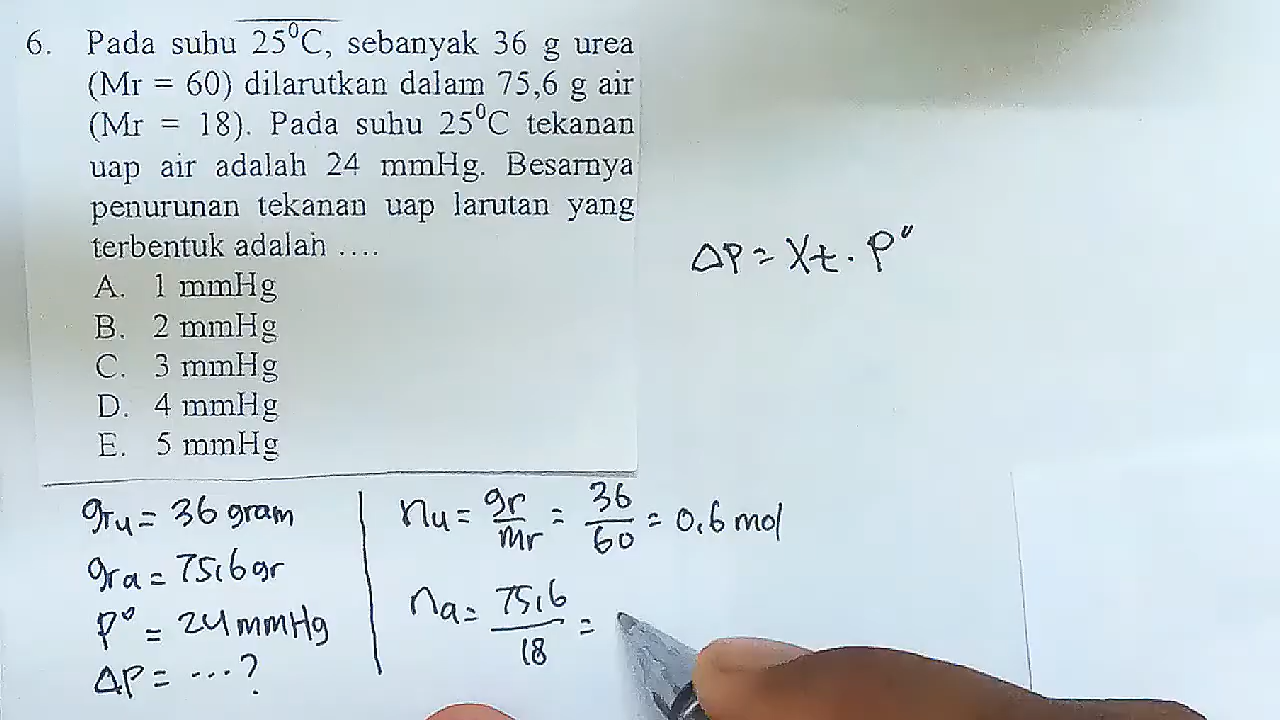 6. Pada suhu 25⁰C, sebanyak 36 g urea
(Mr = 60) dilarutkan dalam 75,6 g air
(Mr = 18). Pada suhu 25⁰C tekanan
uap air adalah 24 mmHg. Besarnya
penurunan tekanan uap larutan yang
terbentuk adalah ....
A. 1 mmHg
B. 2 mmHg
C. 3 mmHg
D. 4 mmHg
E. 5 mmHg
ΔP = Xt . P°
gru = 36 gram
gra = 75,6 gr
P° = 24 mmHg
ΔP = ...?
nu = gr/mr = 36/60 = 0,6 mol
na = 75,6/18 =